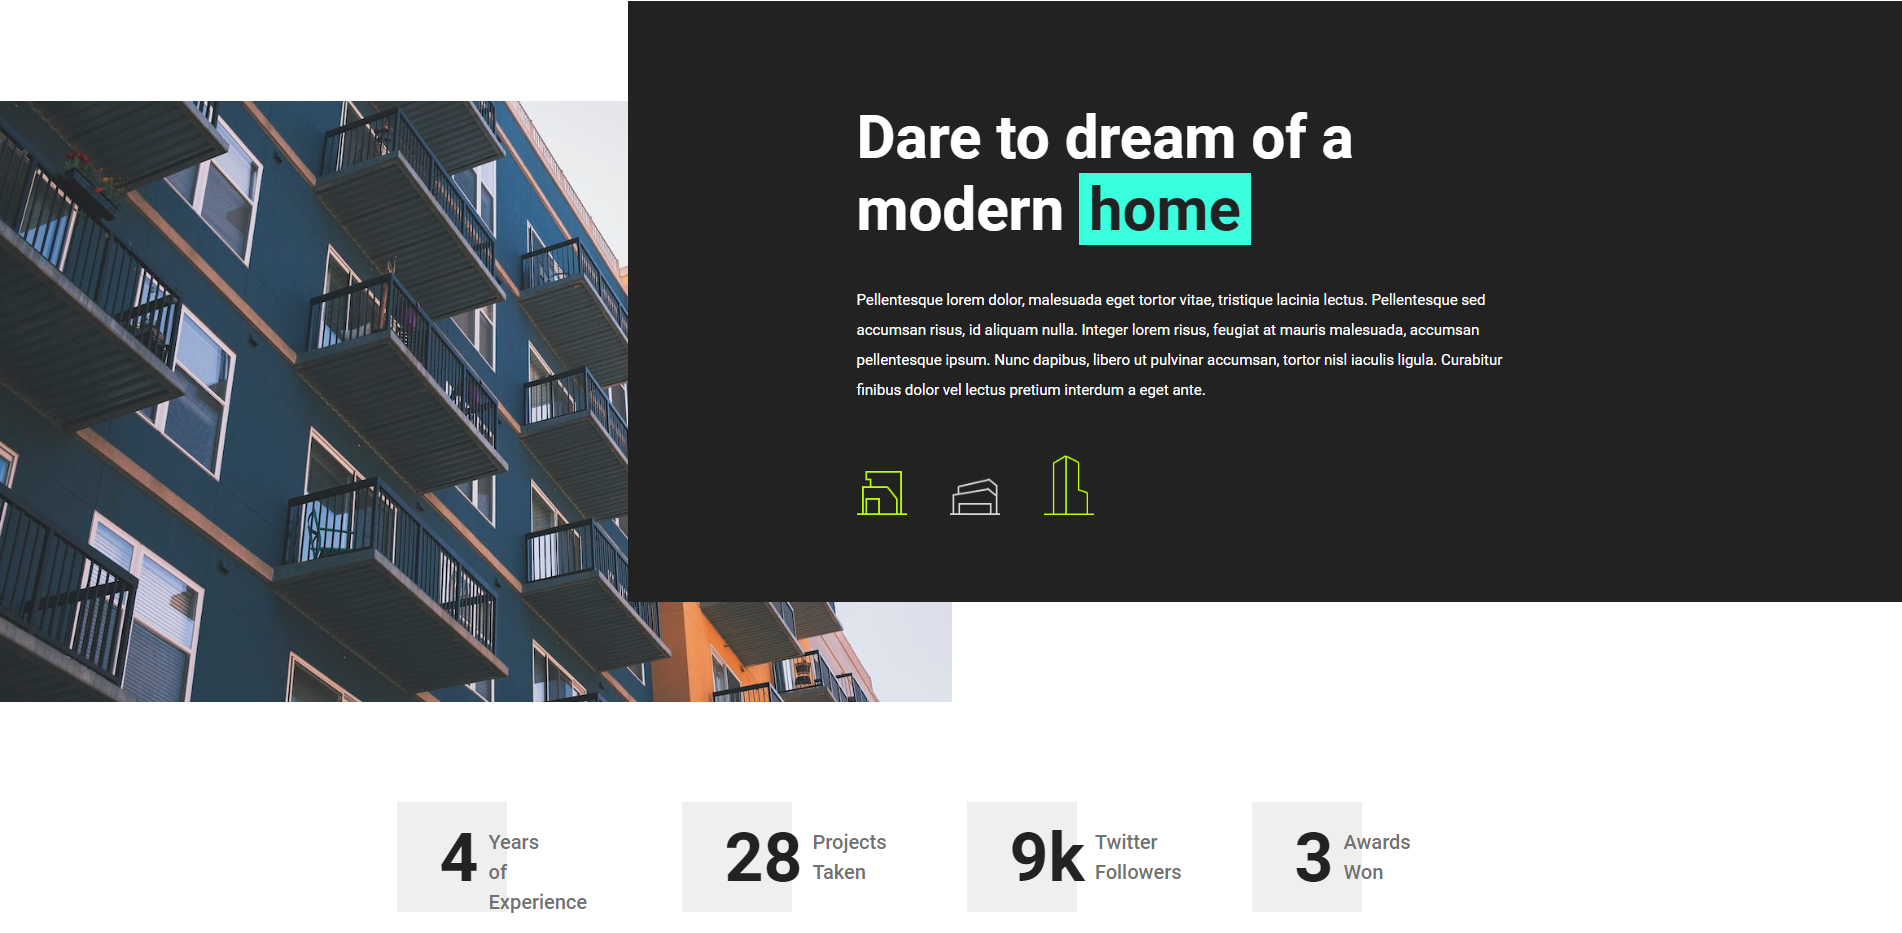 Dare to dream of a
modern home
Pellentesque lorem dolor, malesuada eget tortor vitae, tristique lacinia lectus. Pellentesque sed
accumsan risus, id aliquam nulla. Integer lorem risus, feugiat at mauris malesuada, accumsan
pellentesque ipsum. Nunc dapibus, libero ut pulvinar accumsan, tortor nisl iaculis ligula. Curabitur
finibus dolor vel lectus pretium interdum a eget ante.
4
Years
of
Experience
28
Projects
Taken
9k
Twitter
Followers
3
Awards
Won